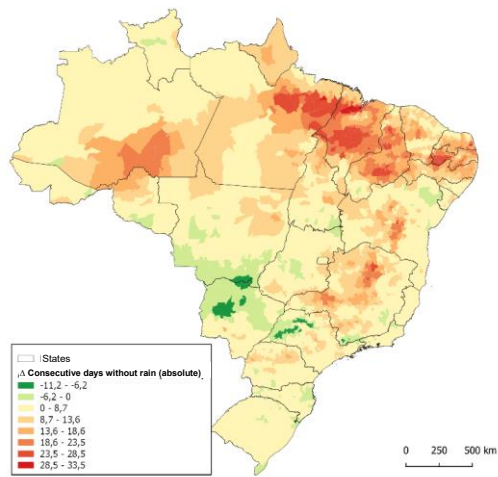 States
Δ Consecutive days without rain (absolute)
-11,2 - -6,2
-6,2 - 0
0 - 8,7
8,7 - 13,6
13,6 - 18,6
18,6 - 23,5
23,5 - 28,5
28,5 - 33,5
0 250 500 km